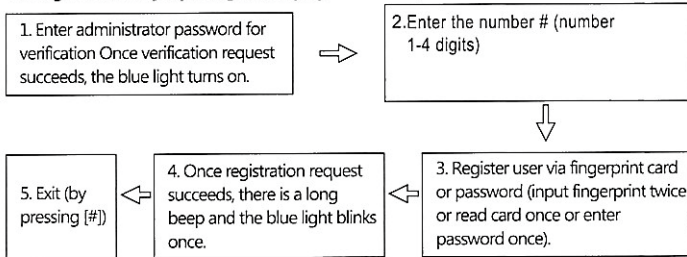 1. Enter administrator password for
verification Once verification request
succeeds, the blue light turns on.
2.Enter the number # (number
1-4 digits)
3. Register user via fingerprint card
or password (input fingerprint twice
or read card once or enter
password once).
4. Once registration request
succeeds, there is a long
beep and the blue light blinks
once.
5. Exit (by
pressing [#])